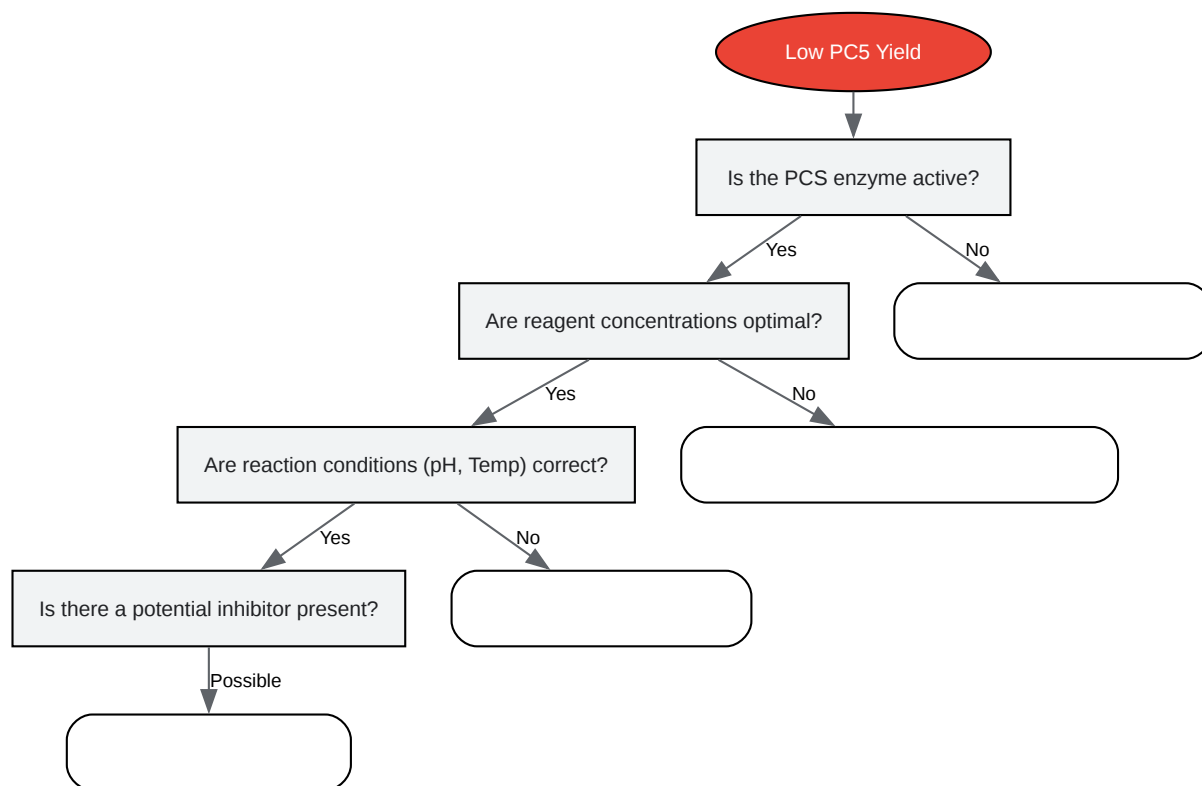 Low PC5 Yield
Is the PCS enzyme active?
Yes
No
Are reagent concentrations optimal?
Yes
No
Are reaction conditions (pH, Temp) correct?
Yes
No
Is there a potential inhibitor present?
Possible